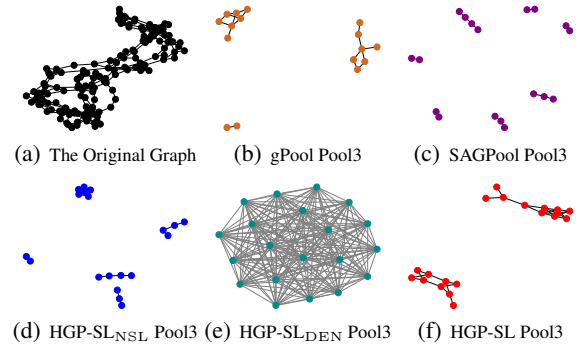 (a) The Original Graph
(b) gPool Pool3
(c) SAGPool Pool3
(d) HGP-SL_NSL Pool3
(e) HGP-SL_DEN Pool3
(f) HGP-SL Pool3